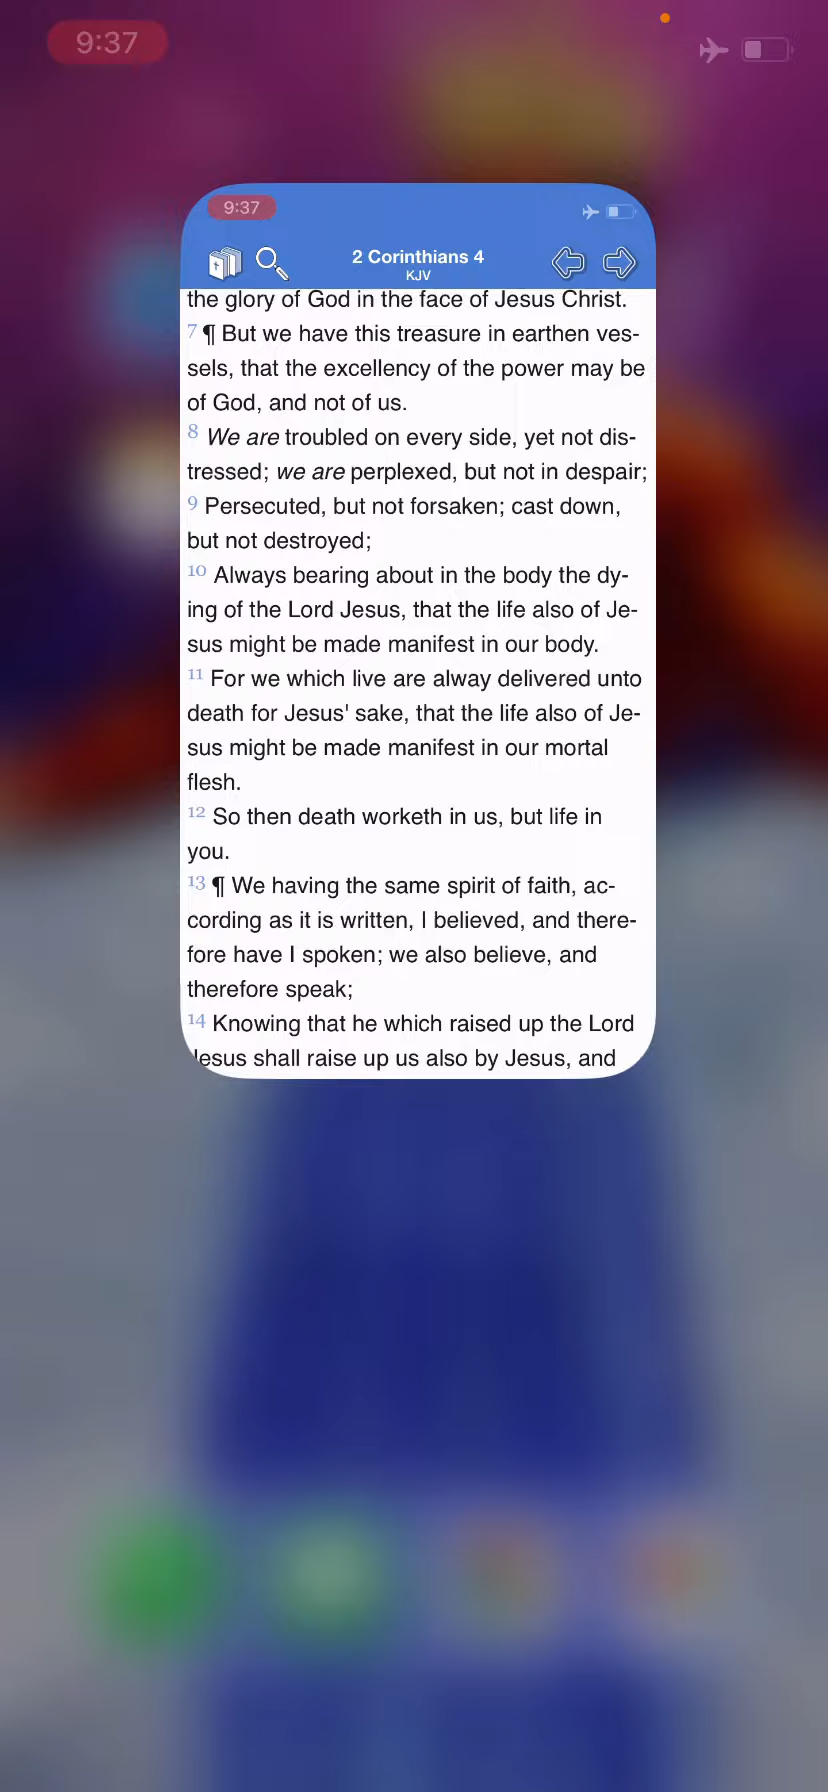 9:37
9:37
2 Corinthians 4
KJV
the glory of God in the face of Jesus Christ.
7 ¶ But we have this treasure in earthen ves-
sels, that the excellency of the power may be
of God, and not of us.
8 We are troubled on every side, yet not dis-
tressed; we are perplexed, but not in despair;
9 Persecuted, but not forsaken; cast down,
but not destroyed;
10 Always bearing about in the body the dy-
ing of the Lord Jesus, that the life also of Je-
sus might be made manifest in our body.
11 For we which live are alway delivered unto
death for Jesus' sake, that the life also of Je-
sus might be made manifest in our mortal
flesh.
12 So then death worketh in us, but life in
you.
13 ¶ We having the same spirit of faith, ac-
cording as it is written, I believed, and there-
fore have I spoken; we also believe, and
therefore speak;
14 Knowing that he which raised up the Lord
Jesus shall raise up us also by Jesus, and